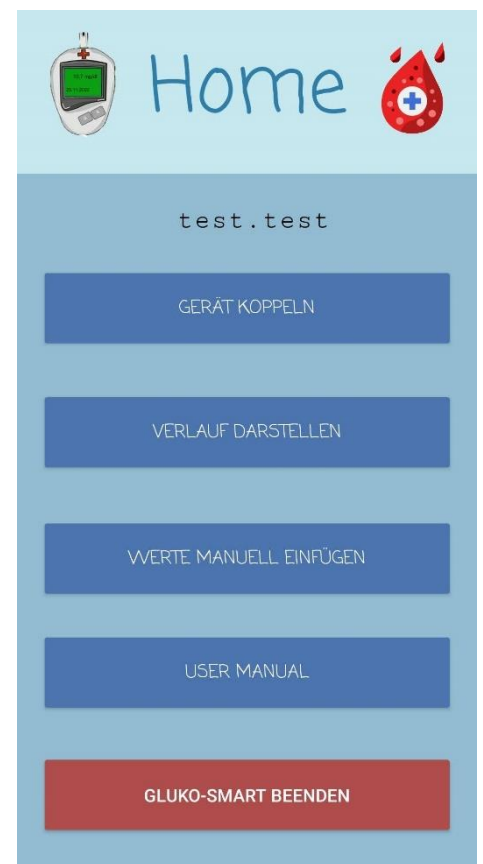 Home
test.test
GERÄT KOPPELN
VERLAUF DARSTELLEN
WERTE MANUELL EINFÜGEN
USER MANUAL
GLUKO-SMART BEENDEN